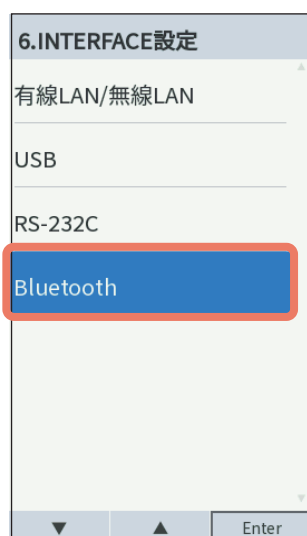 6.INTERFACE設定
有線LAN/無線LAN
USB
RS-232C
Bluetooth
▼ ▲ Enter